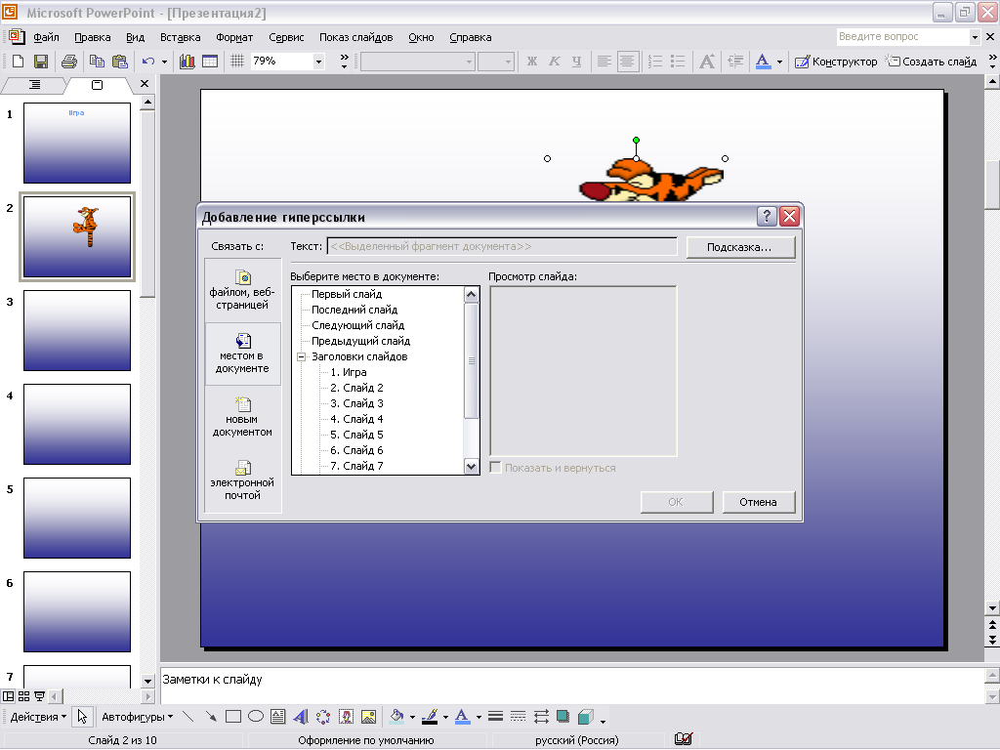 Microsoft PowerPoint - [Презентация2]
Файл Правка Вид Вставка Формат Сервис Показ слайдов Окно Справка Введите вопрос
79% Ж К Ч A A Конструктор Создать слайд
1 Игра
2
3
4
5
6
7
Добавление гиперссылки
Связать с: Текст: <<Выделенный фрагмент документа>> Подсказка...
файлом, веб-
страницей
местом в
документе
новым
документом
электронной
почтой
Выберите место в документе:
Первый слайд
Последний слайд
Следующий слайд
Предыдущий слайд
Заголовки слайдов
1. Игра
2. Слайд 2
3. Слайд 3
4. Слайд 4
5. Слайд 5
6. Слайд 6
7. Слайд 7
Просмотр слайда:
Показать и вернуться
ОК Отмена
Заметки к слайду
Действия Автофигуры
Слайд 2 из 10 Оформление по умолчанию русский (Россия)